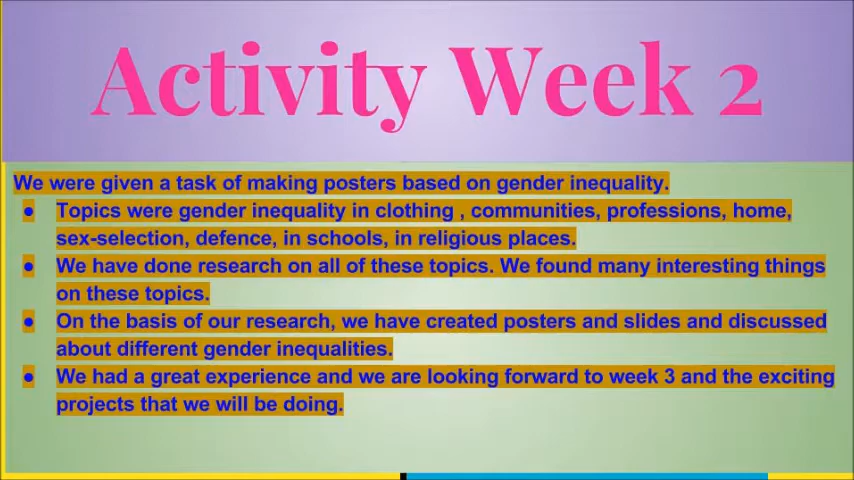 Activity Week 2
We were given a task of making posters based on gender inequality.
● Topics were gender inequality in clothing , communities, professions, home,
sex-selection, defence, in schools, in religious places.
● We have done research on all of these topics. We found many interesting things
on these topics.
● On the basis of our research, we have created posters and slides and discussed
about different gender inequalities.
● We had a great experience and we are looking forward to week 3 and the exciting
projects that we will be doing.